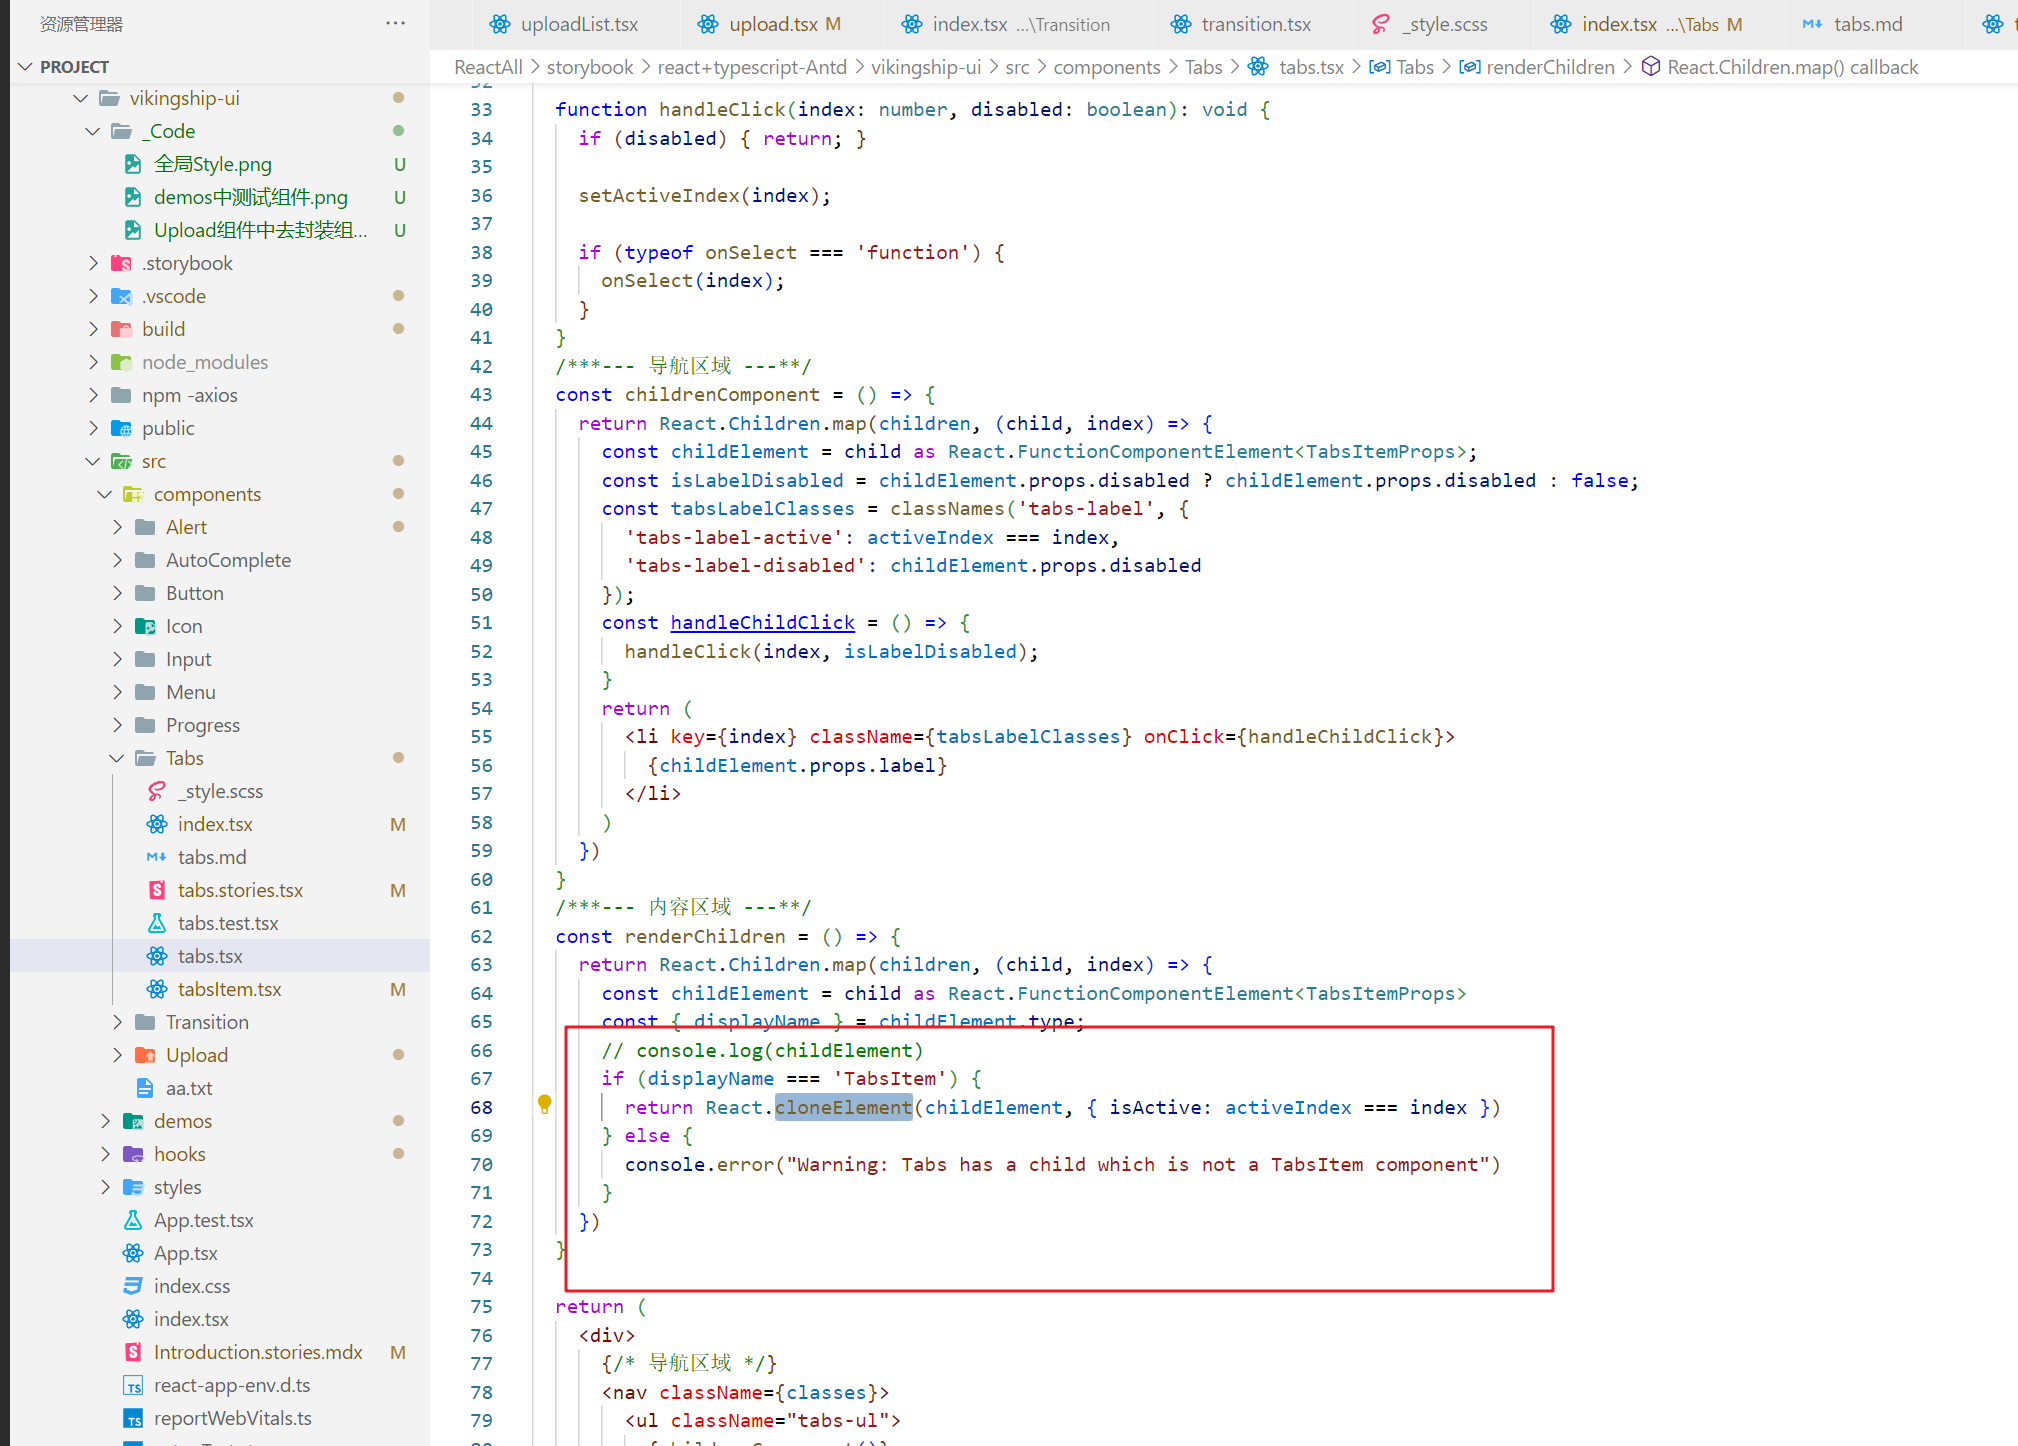 资源管理器 ···
PROJECT
vikingship-ui
_Code
全局Style.png U
demos中测试组件.png U
Upload组件中去封装组... U
.storybook
.vscode
build
node_modules
npm -axios
public
src
components
Alert
AutoComplete
Button
Icon
Input
Menu
Progress
Tabs
_style.scss
index.tsx M
tabs.md
tabs.stories.tsx M
tabs.test.tsx
tabs.tsx
tabsItem.tsx M
Transition
Upload
aa.txt
demos
hooks
styles
App.test.tsx
App.tsx
index.css
index.tsx
Introduction.stories.mdx M
react-app-env.d.ts
reportWebVitals.ts
uploadList.tsx upload.tsx M index.tsx ...\Transition transition.tsx _style.scss index.tsx ...\Tabs M tabs.md
ReactAll > storybook > react+typescript-Antd > vikingship-ui > src > components > Tabs > tabs.tsx > Tabs > renderChildren > React.Children.map() callback
32
33 function handleClick(index: number, disabled: boolean): void {
34 if (disabled) { return; }
35
36 setActiveIndex(index);
37
38 if (typeof onSelect === 'function') {
39 onSelect(index);
40 }
41 }
42 /***--- 导航区域 ---**/
43 const childrenComponent = () => {
44 return React.Children.map(children, (child, index) => {
45 const childElement = child as React.FunctionComponentElement<TabsItemProps>;
46 const isLabelDisabled = childElement.props.disabled ? childElement.props.disabled : false;
47 const tabsLabelClasses = classNames('tabs-label', {
48 'tabs-label-active': activeIndex === index,
49 'tabs-label-disabled': childElement.props.disabled
50 });
51 const handleChildClick = () => {
52 handleClick(index, isLabelDisabled);
53 }
54 return (
55 <li key={index} className={tabsLabelClasses} onClick={handleChildClick}>
56 {childElement.props.label}
57 </li>
58 )
59 })
60 }
61 /***--- 内容区域 ---**/
62 const renderChildren = () => {
63 return React.Children.map(children, (child, index) => {
64 const childElement = child as React.FunctionComponentElement<TabsItemProps>
65 const { displayName } = childElement.type;
66 // console.log(childElement)
67 if (displayName === 'TabsItem') {
68 return React.cloneElement(childElement, { isActive: activeIndex === index })
69 } else {
70 console.error("Warning: Tabs has a child which is not a TabsItem component")
71 }
72 })
73 }
74
75 return (
76 <div>
77 {/* 导航区域 */}
78 <nav className={classes}>
79 <ul className="tabs-ul">